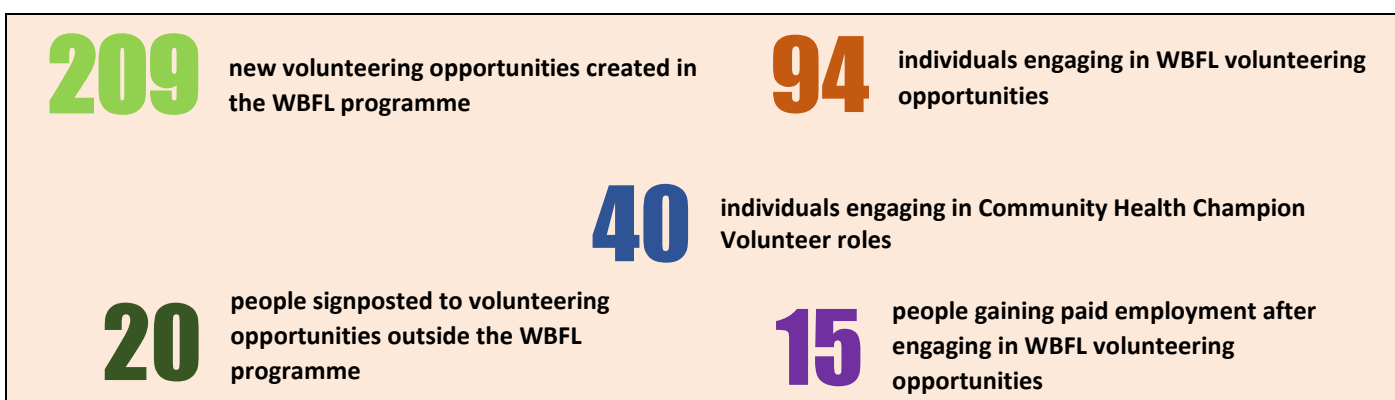 209
new volunteering opportunities created in
the WBFL programme
94
individuals engaging in WBFL volunteering
opportunities
40
individuals engaging in Community Health Champion
Volunteer roles
20
people signposted to volunteering
opportunities outside the WBFL
programme
15
people gaining paid employment after
engaging in WBFL volunteering
opportunities